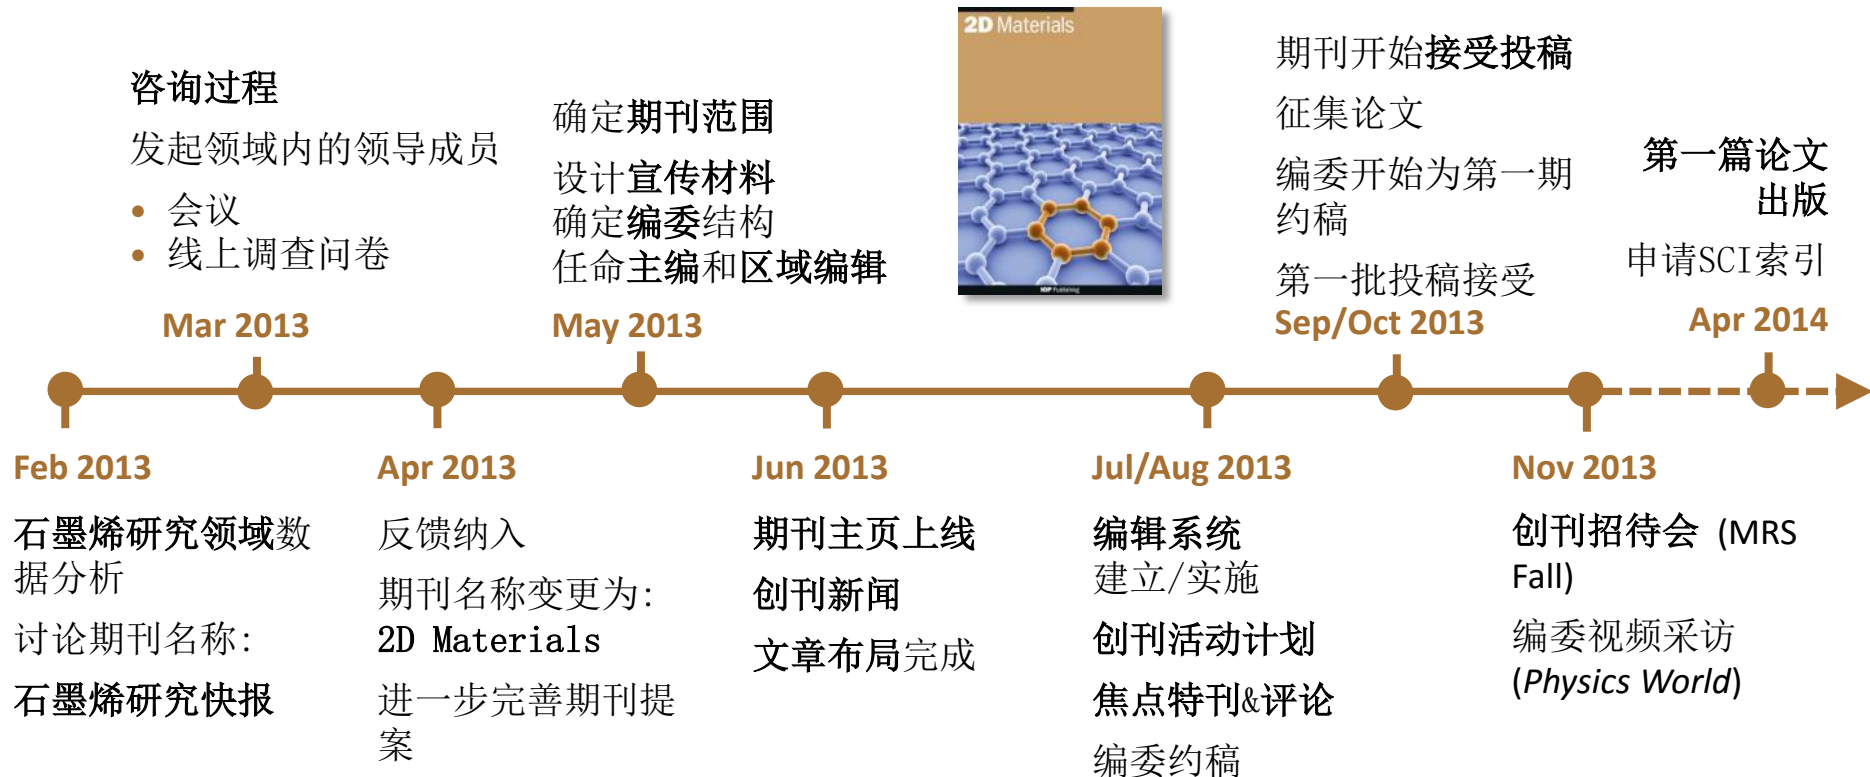 咨询过程
发起领域内的领导成员
• 会议
• 线上调查问卷
Mar 2013
确定期刊范围
设计宣传材料
确定编委结构
任命主编和区域编辑
May 2013
2D Materials
IOP Publishing
期刊开始接受投稿
征集论文
编委开始为第一期
约稿
第一批投稿接受
Sep/Oct 2013
第一篇论文
出版
申请SCI索引
Apr 2014
Feb 2013
石墨烯研究领域数
据分析
讨论期刊名称:
石墨烯研究快报
Apr 2013
反馈纳入
期刊名称变更为:
2D Materials
进一步完善期刊提
案
Jun 2013
期刊主页上线
创刊新闻
文章布局完成
Jul/Aug 2013
编辑系统
建立/实施
创刊活动计划
焦点特刊&评论
编委约稿
Nov 2013
创刊招待会 (MRS
Fall)
编委视频采访
(Physics World)